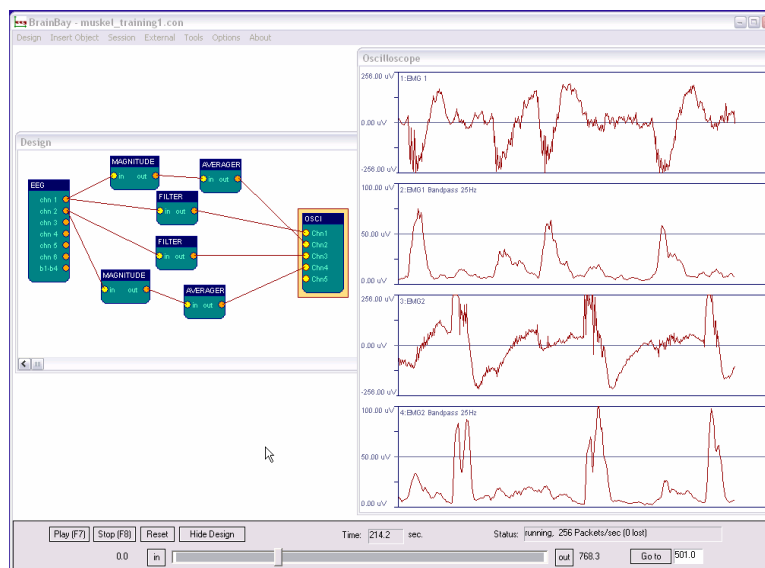 BrainBay - muskel_training1.con
Design Insert Object Session External Tools Options About
Design
EEG
chn 1
chn 2
chn 3
chn 4
chn 5
chn 6
b1-b4
MAGNITUDE
in out
AVERAGER
in out
FILTER
in out
FILTER
in out
MAGNITUDE
in out
AVERAGER
in out
OSCI
Chn1
Chn2
Chn3
Chn4
Chn5
Oscilloscope
256.00 uV
1:EMG 1
0.00 uV
-256.00 uV
100.00 uV
2:EMG1 Bandpass 25Hz
50.00 uV
0.00 uV
256.00 uV
3:EMG2
0.00 uV
-256.00 uV
100.00 uV
4:EMG2 Bandpass 25Hz
50.00 uV
0.00 uV
Play (F7) Stop (F8) Reset Hide Design Time: 214.2 sec. Status: running, 256 Packets/sec (0 lost)
0.0 in out 768.3 Go to 501.0